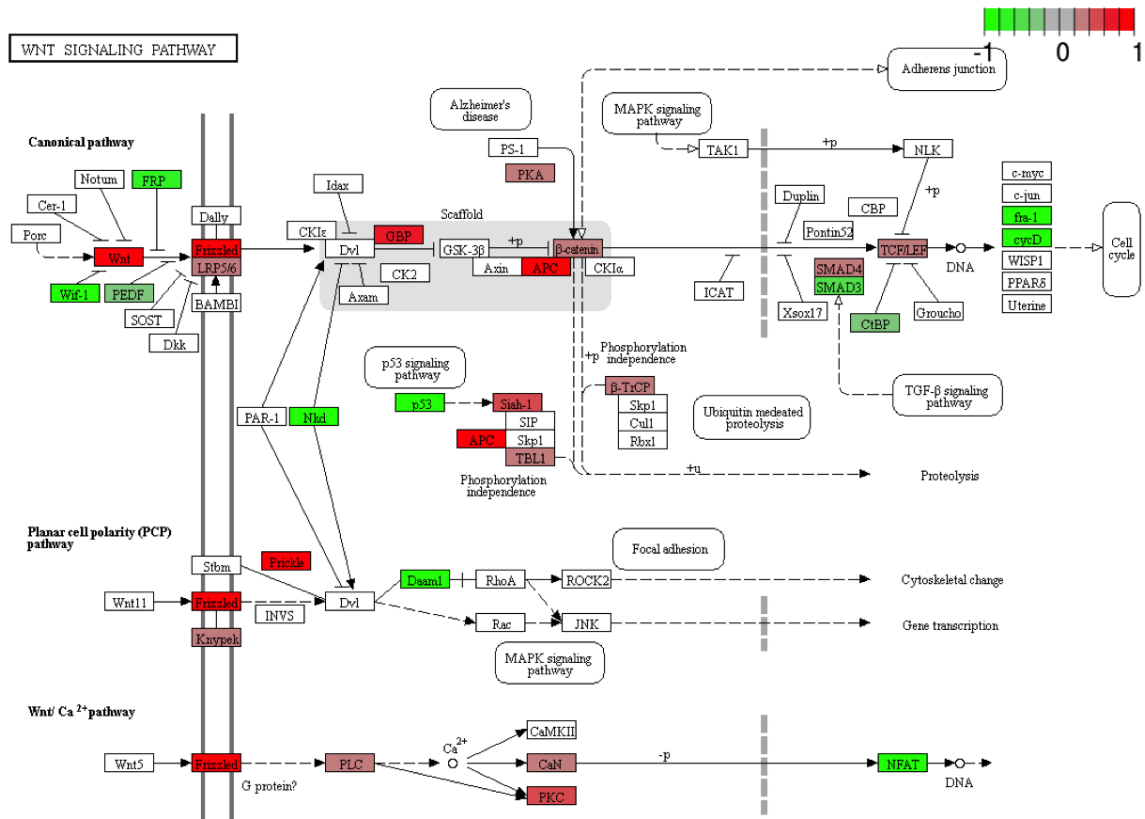 WNT SIGNALING PATHWAY
-1 0 1
Adherens junction
Alzheimer's
disease
MAPK signaling
pathway
Canonical pathway
PS-1
TAK1
+p
NLK
PKA
Notum
FRP
Idax
Duplin
+p
c-myc
Cer-1
CBP
c-jun
Porc
Dally
Scaffold
fra-1
CKIε
GBP
Pontin52
cycD
Cell
cycle
Wnt
Frizzled
Dvl
GSK-3β
+p
β-catenin
TCF/LEF
DNA
WISP1
LRP5/6
CK2
Axin
APC
CKIα
SMAD4
PPARδ
Wif-1
PEDF
BAMBI
Axam
ICAT
SMAD3
Uterine
SOST
Xsox17
CtBP
Groucho
Dkk
p53 signaling
pathway
+p
Phosphorylation
independence
TGF-β signaling
pathway
β-TrCP
PAR-1
Nkd
p53
Siah-1
Skp1
Ubiquitin medeated
proteolysis
SIP
Cul1
APC
Skp1
Rbx1
TBL1
+u
Proteolysis
Phosphorylation
independence
Planar cell polarity (PCP)
pathway
Stbm
Prickle
Focal adhesion
Daam1
RhoA
ROCK2
Cytoskeletal change
Wnt11
Frizzled
INVS
Dvl
Rac
JNK
Gene transcription
Knypek
MAPK signaling
pathway
Wnt/ Ca 2+ pathway
CaMKII
Ca2+
Wnt5
Frizzled
PLC
CaN
-p
NFAT
DNA
G protein?
PKC